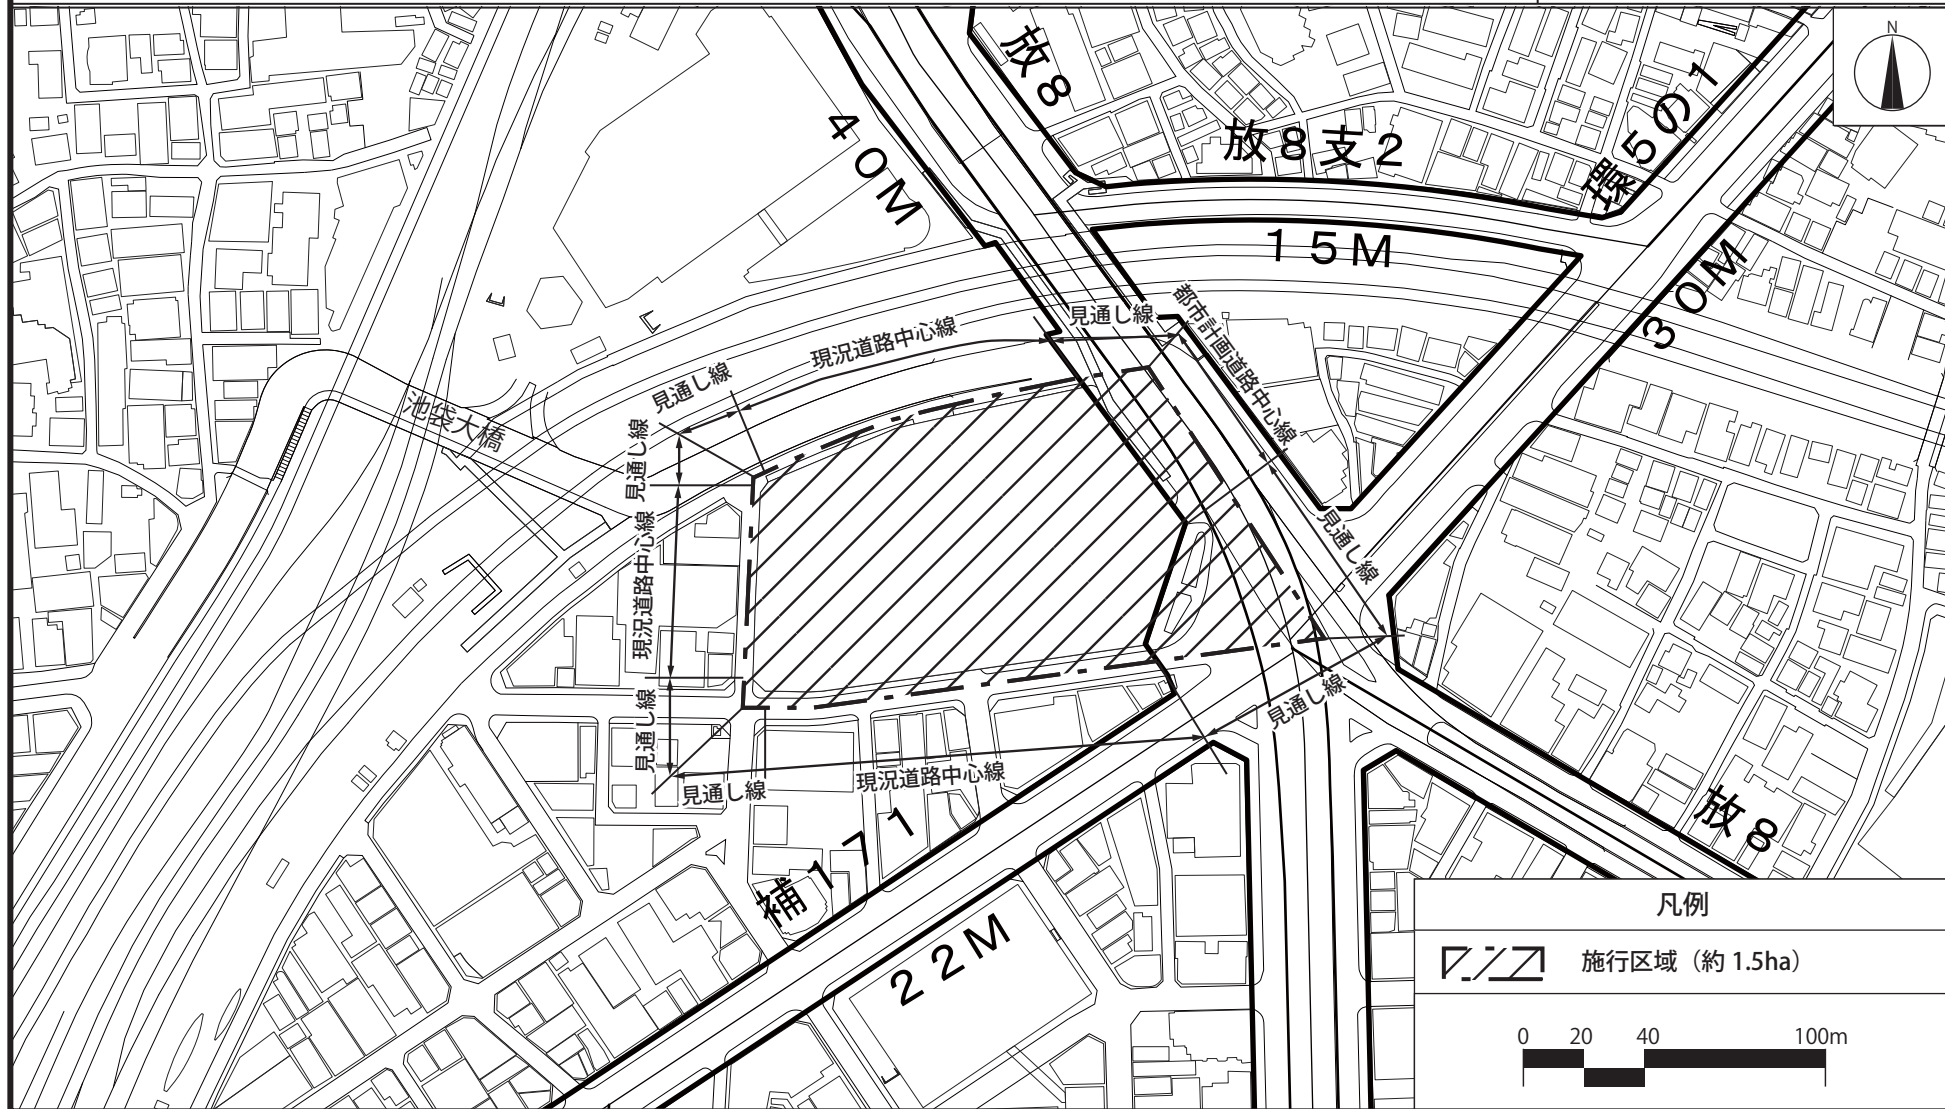 N
放8
環5の1
40M
放8支2
15M
30M
見通し線
都市計画道路中心線
現況道路中心線
見通し線
池袋大橋
見通し線
現況道路中心線
見通し線
見通し線
見通し線
見通し線
現況道路中心線
補171
22M
放8
凡例
施行区域（約 1.5ha）
0 20 40 100m